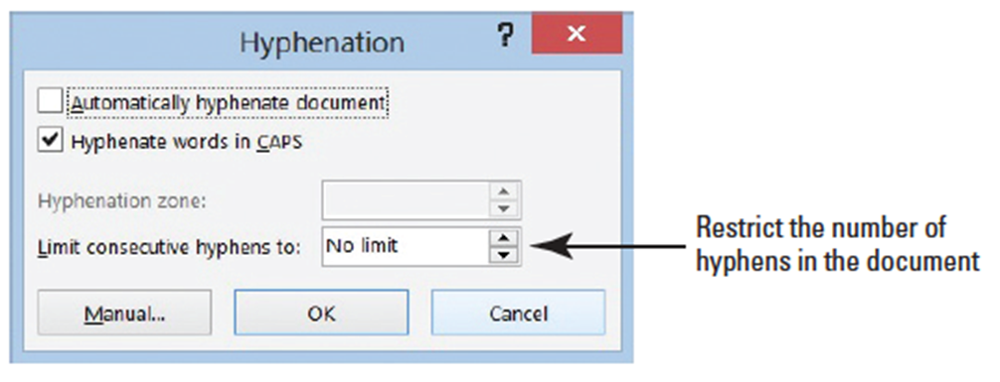 Hyphenation
?
Automatically hyphenate document
Hyphenate words in CAPS
Hyphenation zone:
Limit consecutive hyphens to: No limit
Restrict the number of
hyphens in the document
Manual... OK Cancel